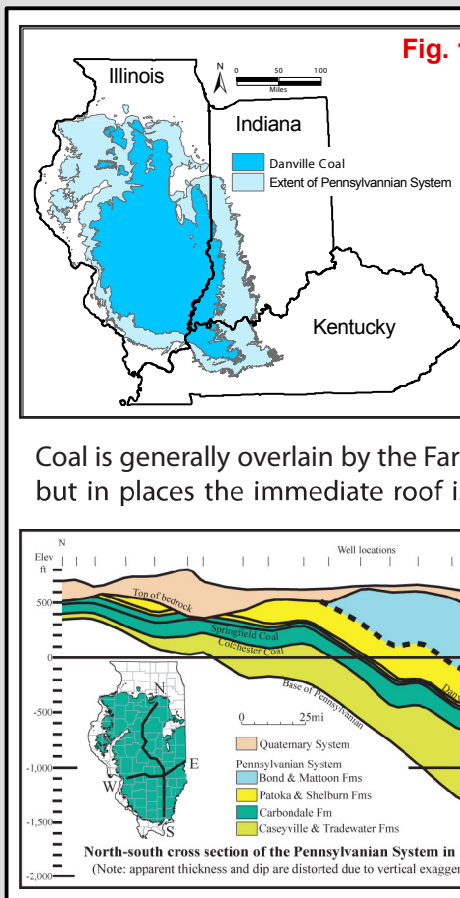 Fig.
Illinois
N
0 50 100
Miles
Indiana
Danville Coal
Extent of Pennsylvannian System
Kentucky
Coal is generally overlain by the Far
but in places the immediate roof i
N
Elev
ft
Well locations
500
Top of bedrock
Springfield Coal
Colchester Coal
0
Base of Pennsylvanian
Danv
-500
N
0 25mi
Quaternary System
Pennsylvanian System
E
Bond & Mattoon Fms
-1,000
W
Patoka & Shelburn Fms
Carbondale Fm
S
Caseyville & Tradewater Fms
-1,500
North-south cross section of the Pennsylvanian System in
(Note: apparent thickness and dip are distorted due to vertical exagger
-2,000